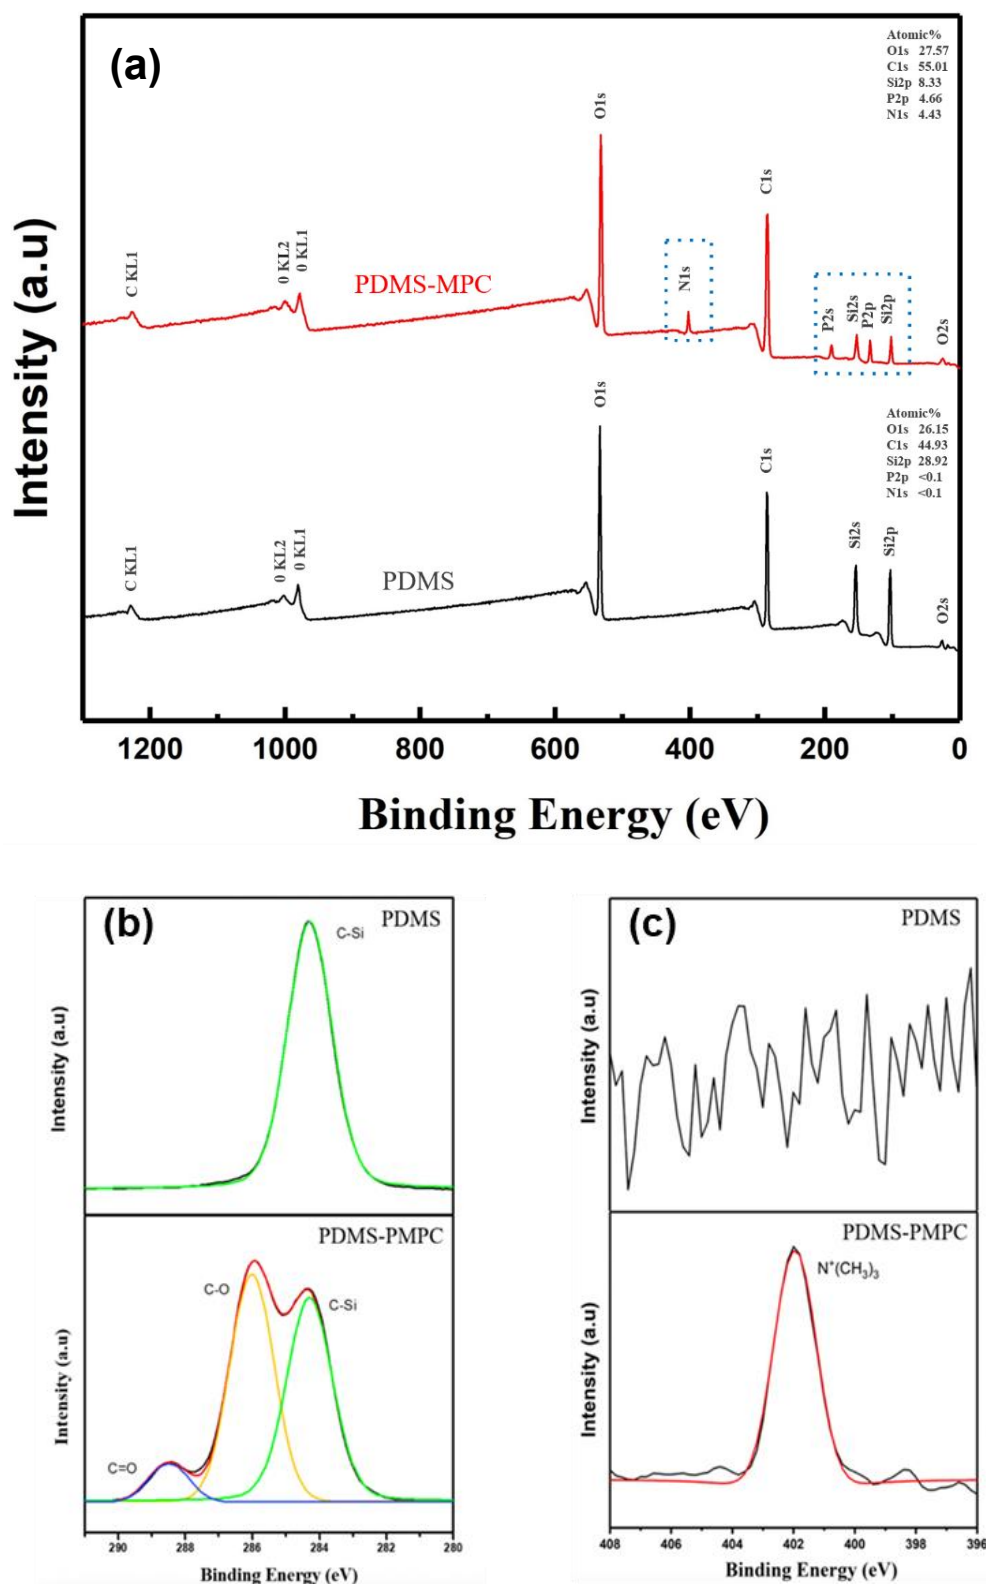 (a)
Atomic%
O1s 27.57
C1s 55.01
Si2p 8.33
P2p 4.66
N1s 4.43
C KL1
0 KL2
0 KL1
O1s
N1s
C1s
P2s
Si2s
P2p
Si2p
O2s
PDMS-MPC
Atomic%
O1s 26.15
C1s 44.93
Si2p 28.92
P2p <0.1
N1s <0.1
C KL1
0 KL2
0 KL1
O1s
C1s
Si2s
Si2p
O2s
PDMS
Intensity (a.u)
1200 1000 800 600 400 200 0
Binding Energy (eV)
(b)
PDMS
C-Si
Intensity (a.u)
PDMS-PMPC
C-O
C-Si
C=O
Intensity (a.u)
290 288 286 284 282 280
Binding Energy (eV)
(c)
PDMS
Intensity (a.u)
PDMS-PMPC
N⁺(CH₃)₃
Intensity (a.u)
408 406 404 402 400 398 396
Binding Energy (eV)